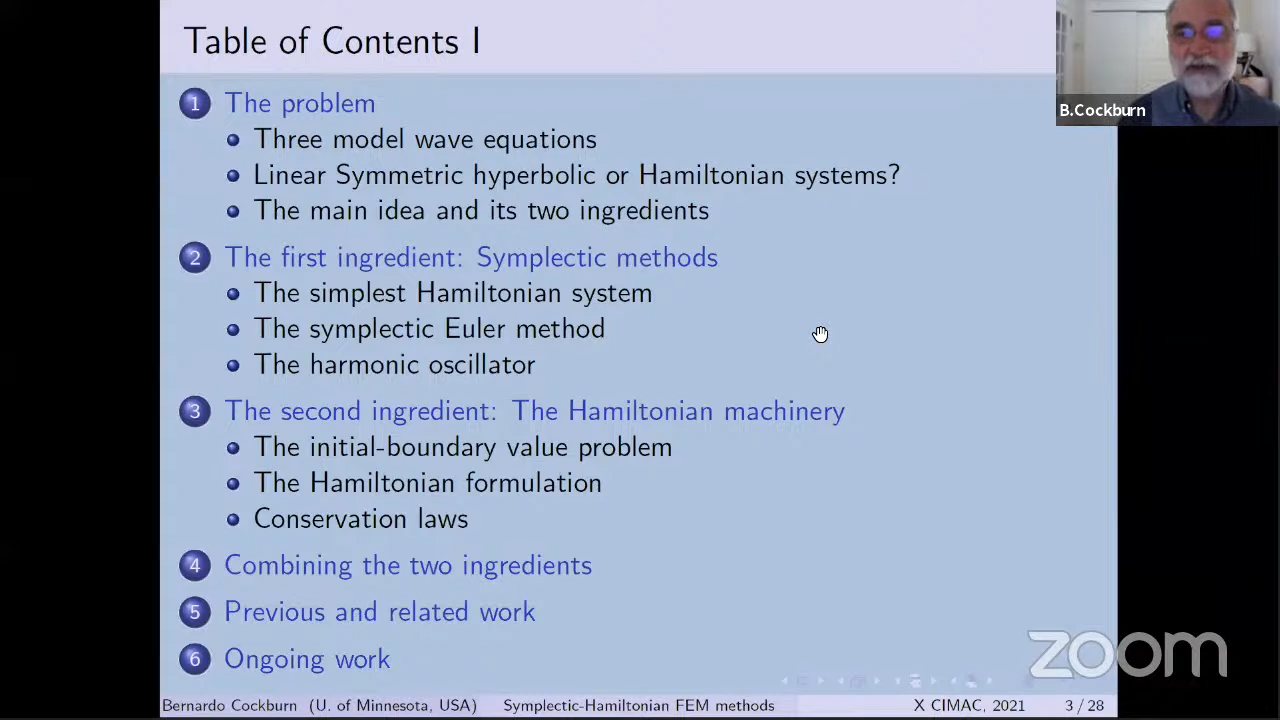 Table of Contents I
B.Cockburn
1 The problem
Three model wave equations
Linear Symmetric hyperbolic or Hamiltonian systems?
The main idea and its two ingredients
2 The first ingredient: Symplectic methods
The simplest Hamiltonian system
The symplectic Euler method
The harmonic oscillator
3 The second ingredient: The Hamiltonian machinery
The initial-boundary value problem
The Hamiltonian formulation
Conservation laws
4 Combining the two ingredients
5 Previous and related work
6 Ongoing work
zoom
Bernardo Cockburn (U. of Minnesota, USA) Symplectic-Hamiltonian FEM methods X CIMAC, 2021 3 / 28